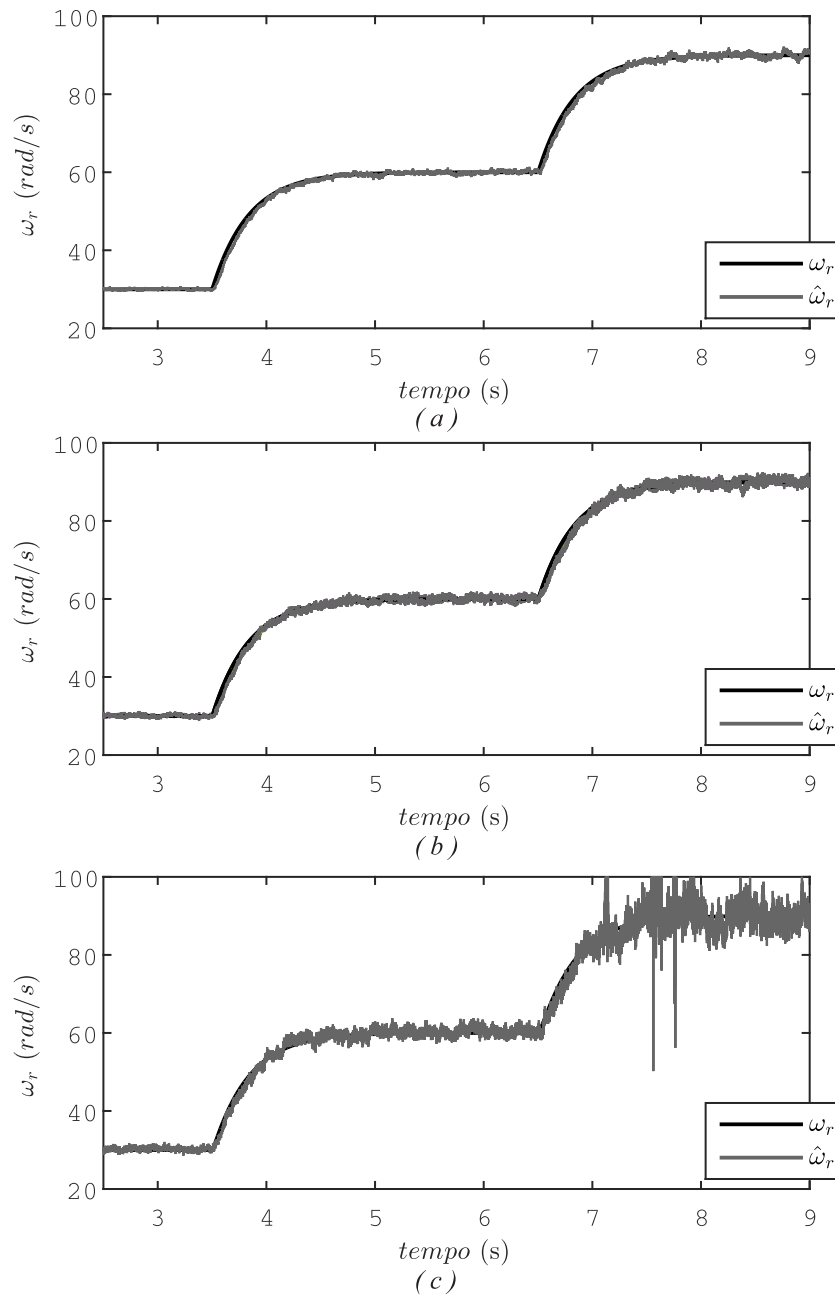 100
80
60
40
20
ω_r (rad/s)
3 4 5 6 7 8 9
tempo (s)
(a)
ω_r
ω̂_r
100
80
60
40
20
ω_r (rad/s)
3 4 5 6 7 8 9
tempo (s)
(b)
ω_r
ω̂_r
100
80
60
40
20
ω_r (rad/s)
3 4 5 6 7 8 9
tempo (s)
(c)
ω_r
ω̂_r